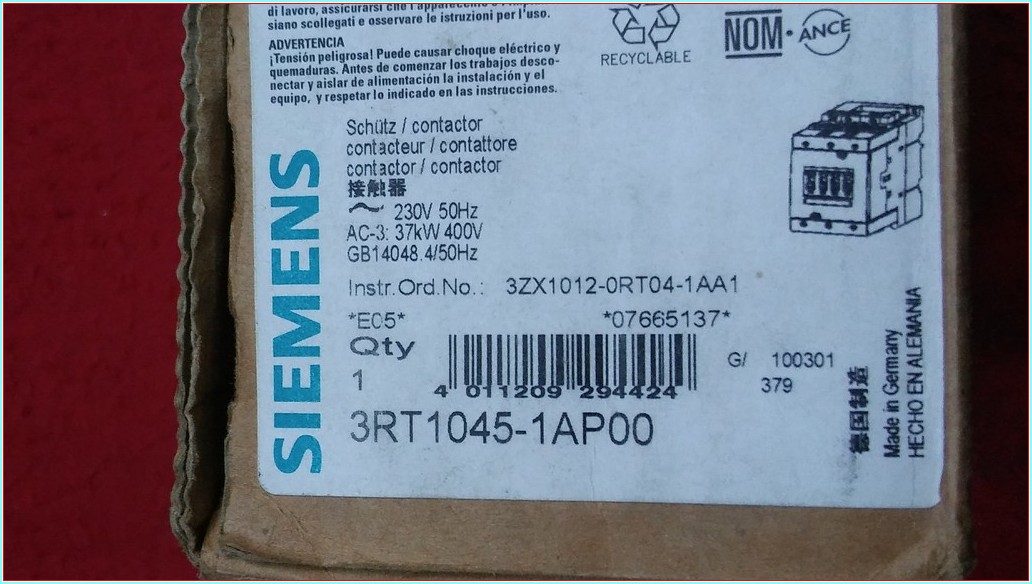 di lavoro, assicurarsi che l'apparecchio e l'imp
siano scollegati e osservare le istruzioni per l'uso.
ADVERTENCIA
¡Tensión peligrosa! Puede causar choque eléctrico y
quemaduras. Antes de comenzar los trabajos desco-
nectar y aislar de alimentación la instalación y el
equipo, y respetar lo indicado en las instrucciones.
RECYCLABLE
NOM · ANCE
Schütz / contactor
contacteur / contattore
contactor / contactor
接触器
~ 230V 50Hz
AC-3: 37kW 400V
GB14048.4/50Hz
SIEMENS
Instr.Ord.No.: 3ZX1012-0RT04-1AA1
*E05* *07665137*
Qty
1
4 011209 294424
G/ 100301
379
3RT1045-1AP00
德国制造
Made in Germany
HECHO EN ALEMANIA